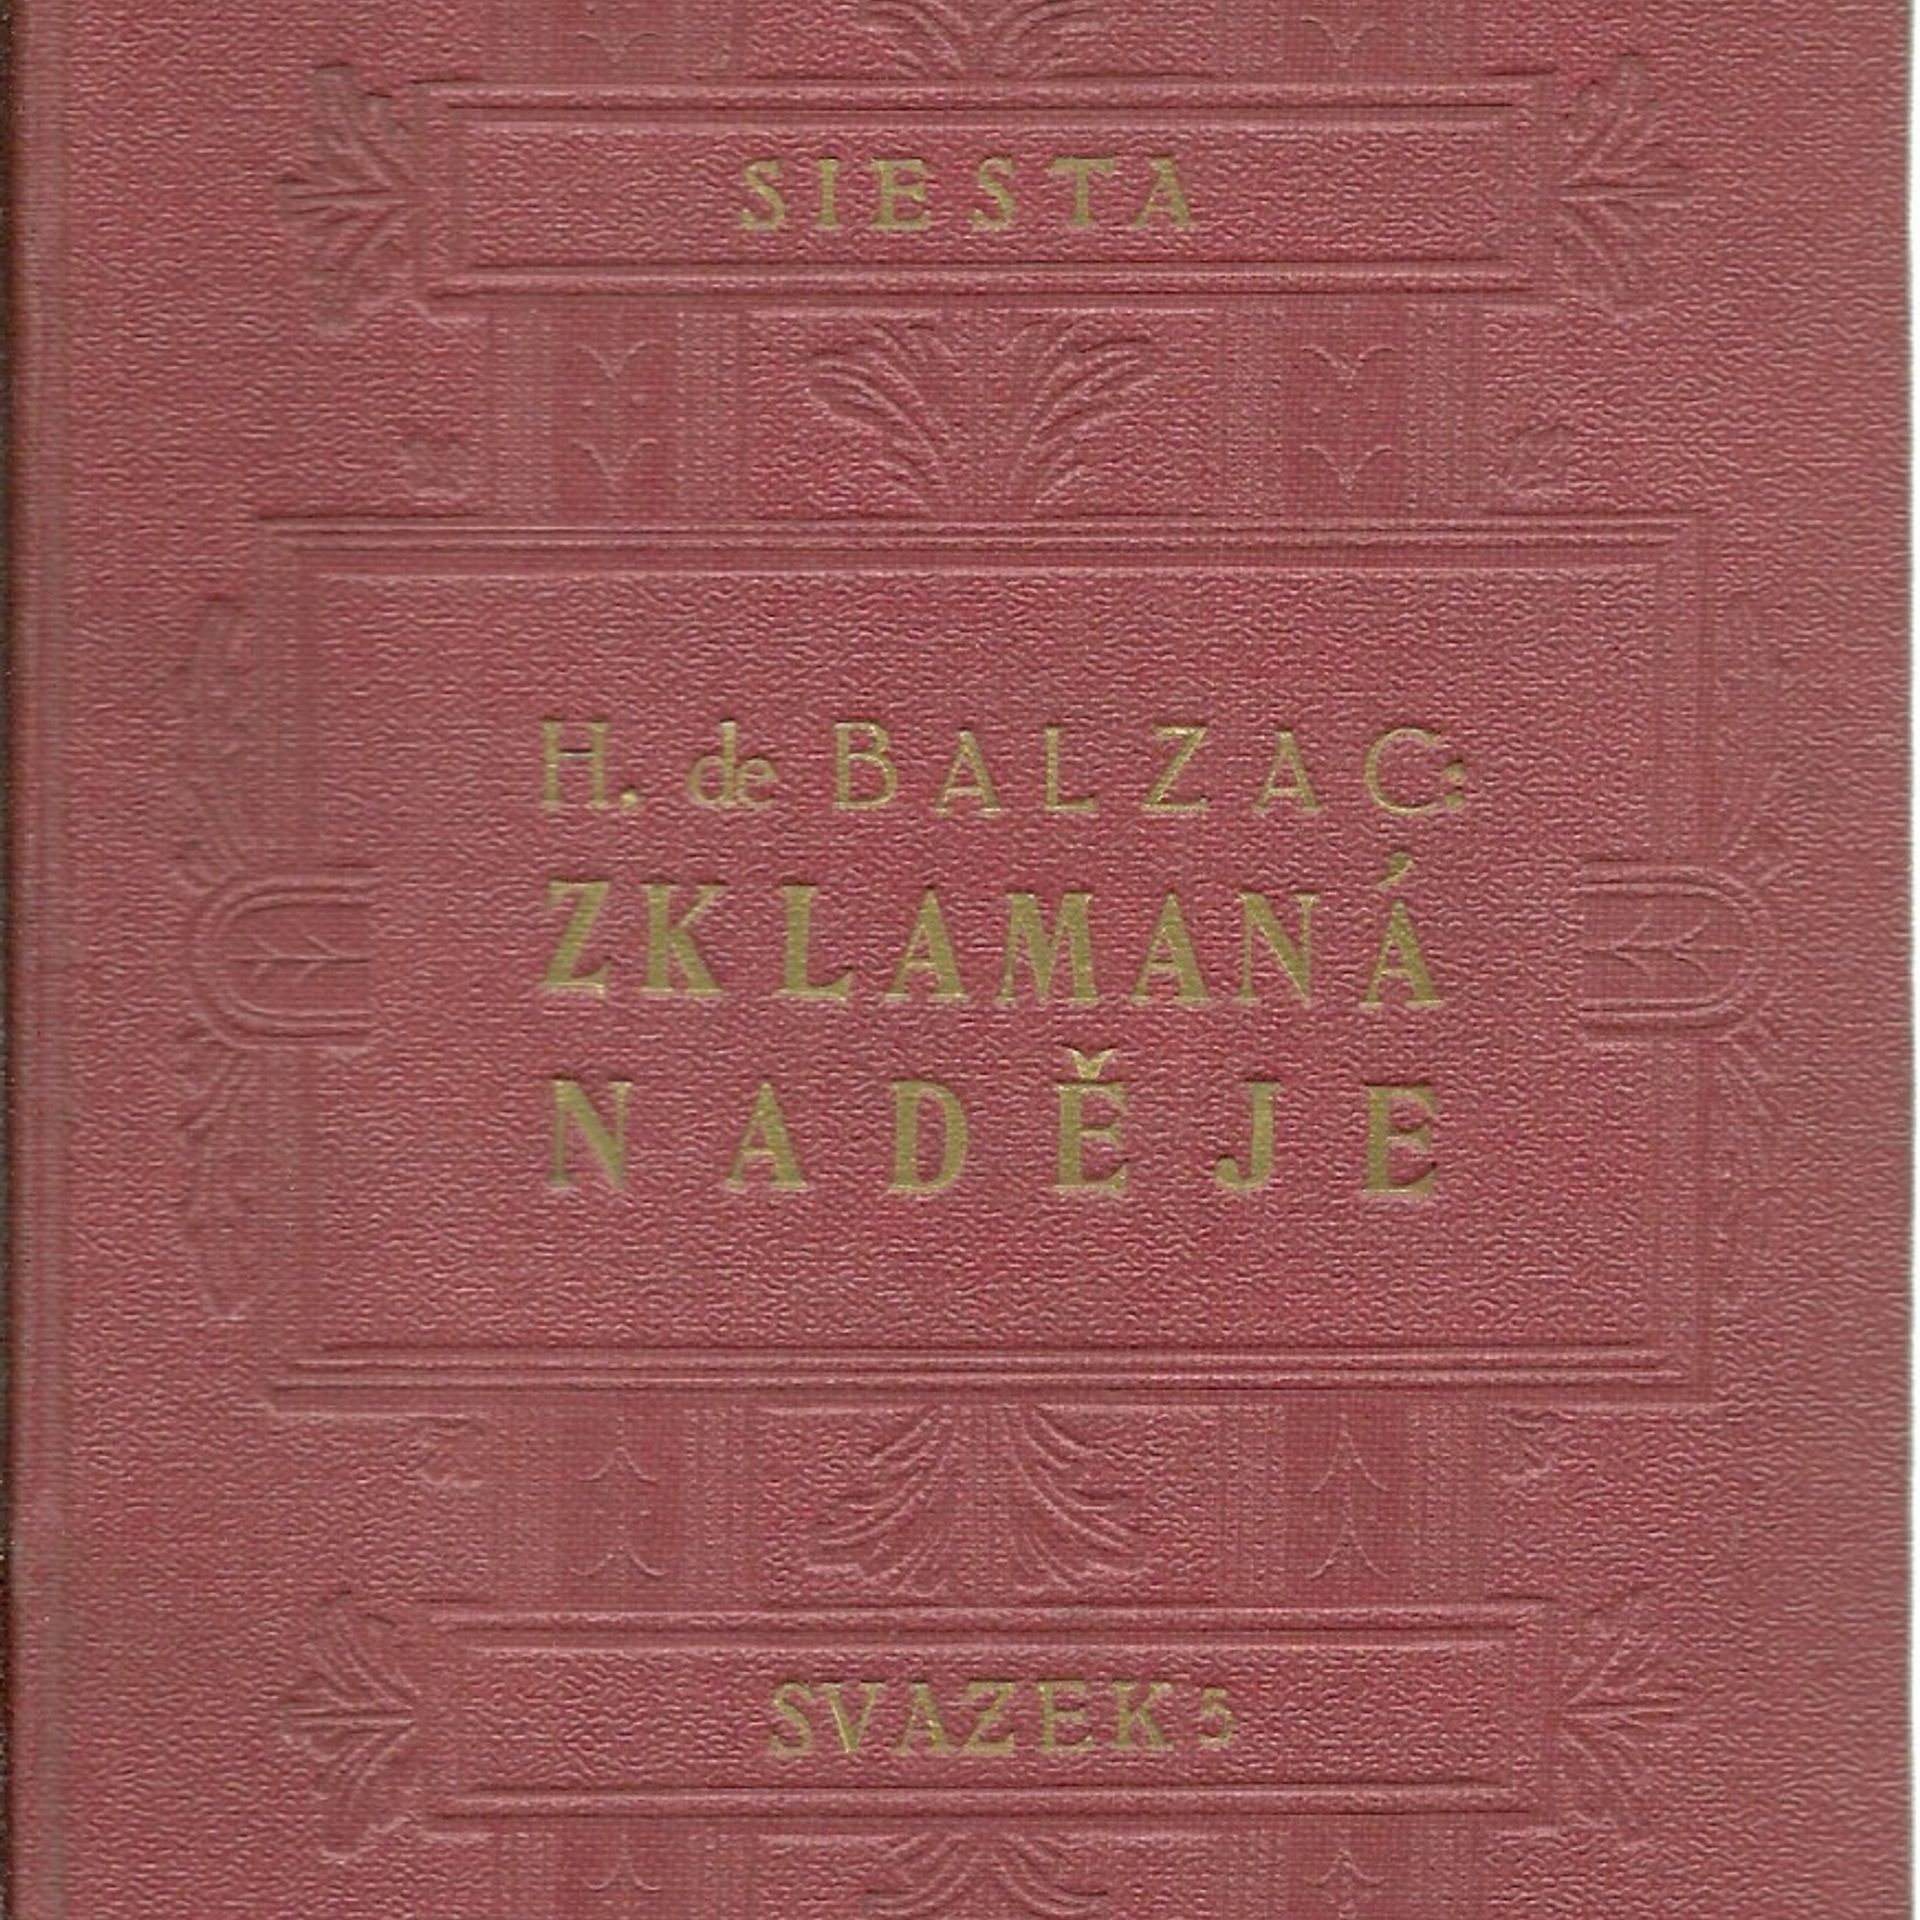 SIESTA
H. de BALZAC:
ZKLAMANÁ
NADĚJE
SVAZEK 5